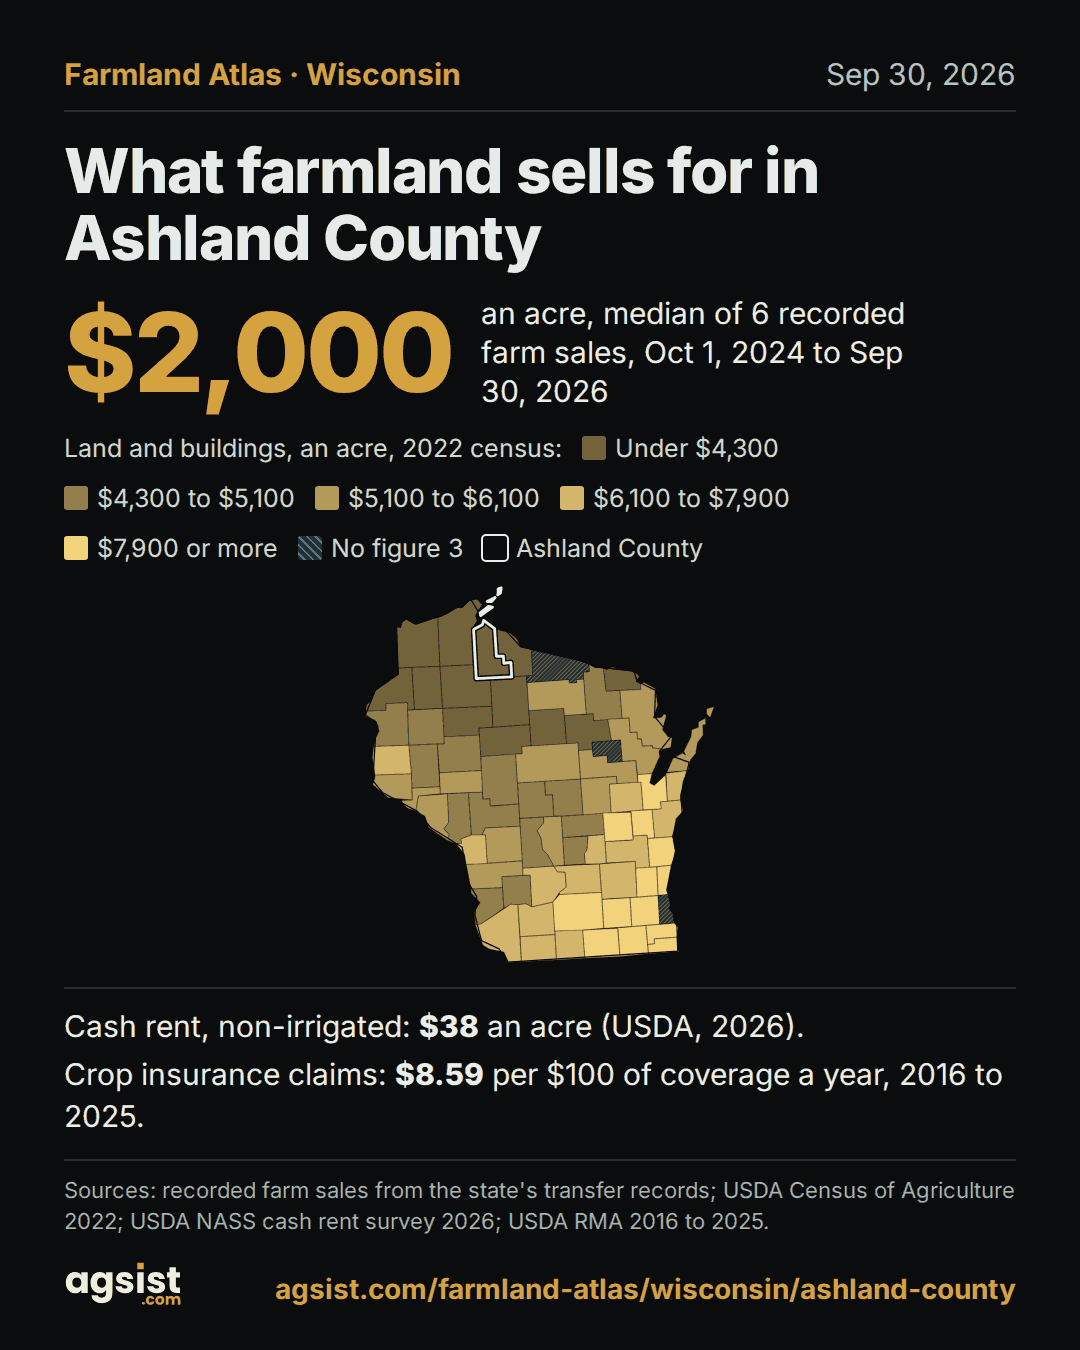 Farmland Atlas · Wisconsin
Sep 30, 2026
What farmland sells for in
Ashland County
$2,000
an acre, median of 6 recorded
farm sales, Oct 1, 2024 to Sep
30, 2026
Land and buildings, an acre, 2022 census: Under $4,300
$4,300 to $5,100 $5,100 to $6,100 $6,100 to $7,900
$7,900 or more No figure 3 Ashland County
Cash rent, non-irrigated: $38 an acre (USDA, 2026).
Crop insurance claims: $8.59 per $100 of coverage a year, 2016 to
2025.
Sources: recorded farm sales from the state's transfer records; USDA Census of Agriculture
2022; USDA NASS cash rent survey 2026; USDA RMA 2016 to 2025.
agsist
.com
agsist.com/farmland-atlas/wisconsin/ashland-county